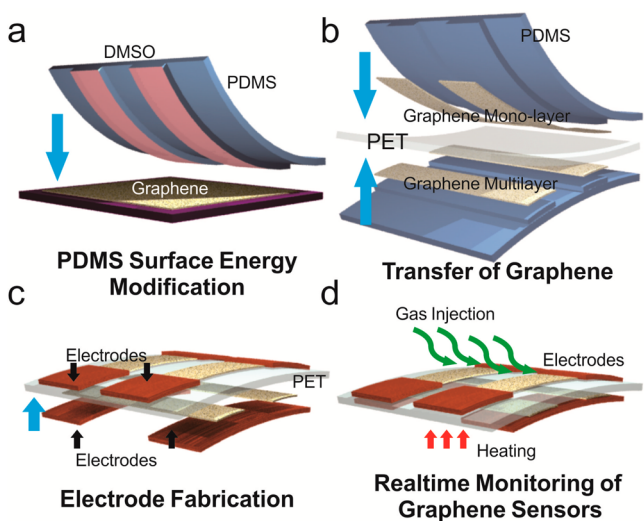 a
DMSO
PDMS
Graphene
PDMS Surface Energy
Modification
b
PDMS
Graphene Mono-layer
PET
Graphene Multilayer
Transfer of Graphene
c
Electrodes
PET
Electrodes
Electrode Fabrication
d
Gas Injection
Electrodes
Heating
Realtime Monitoring of
Graphene Sensors